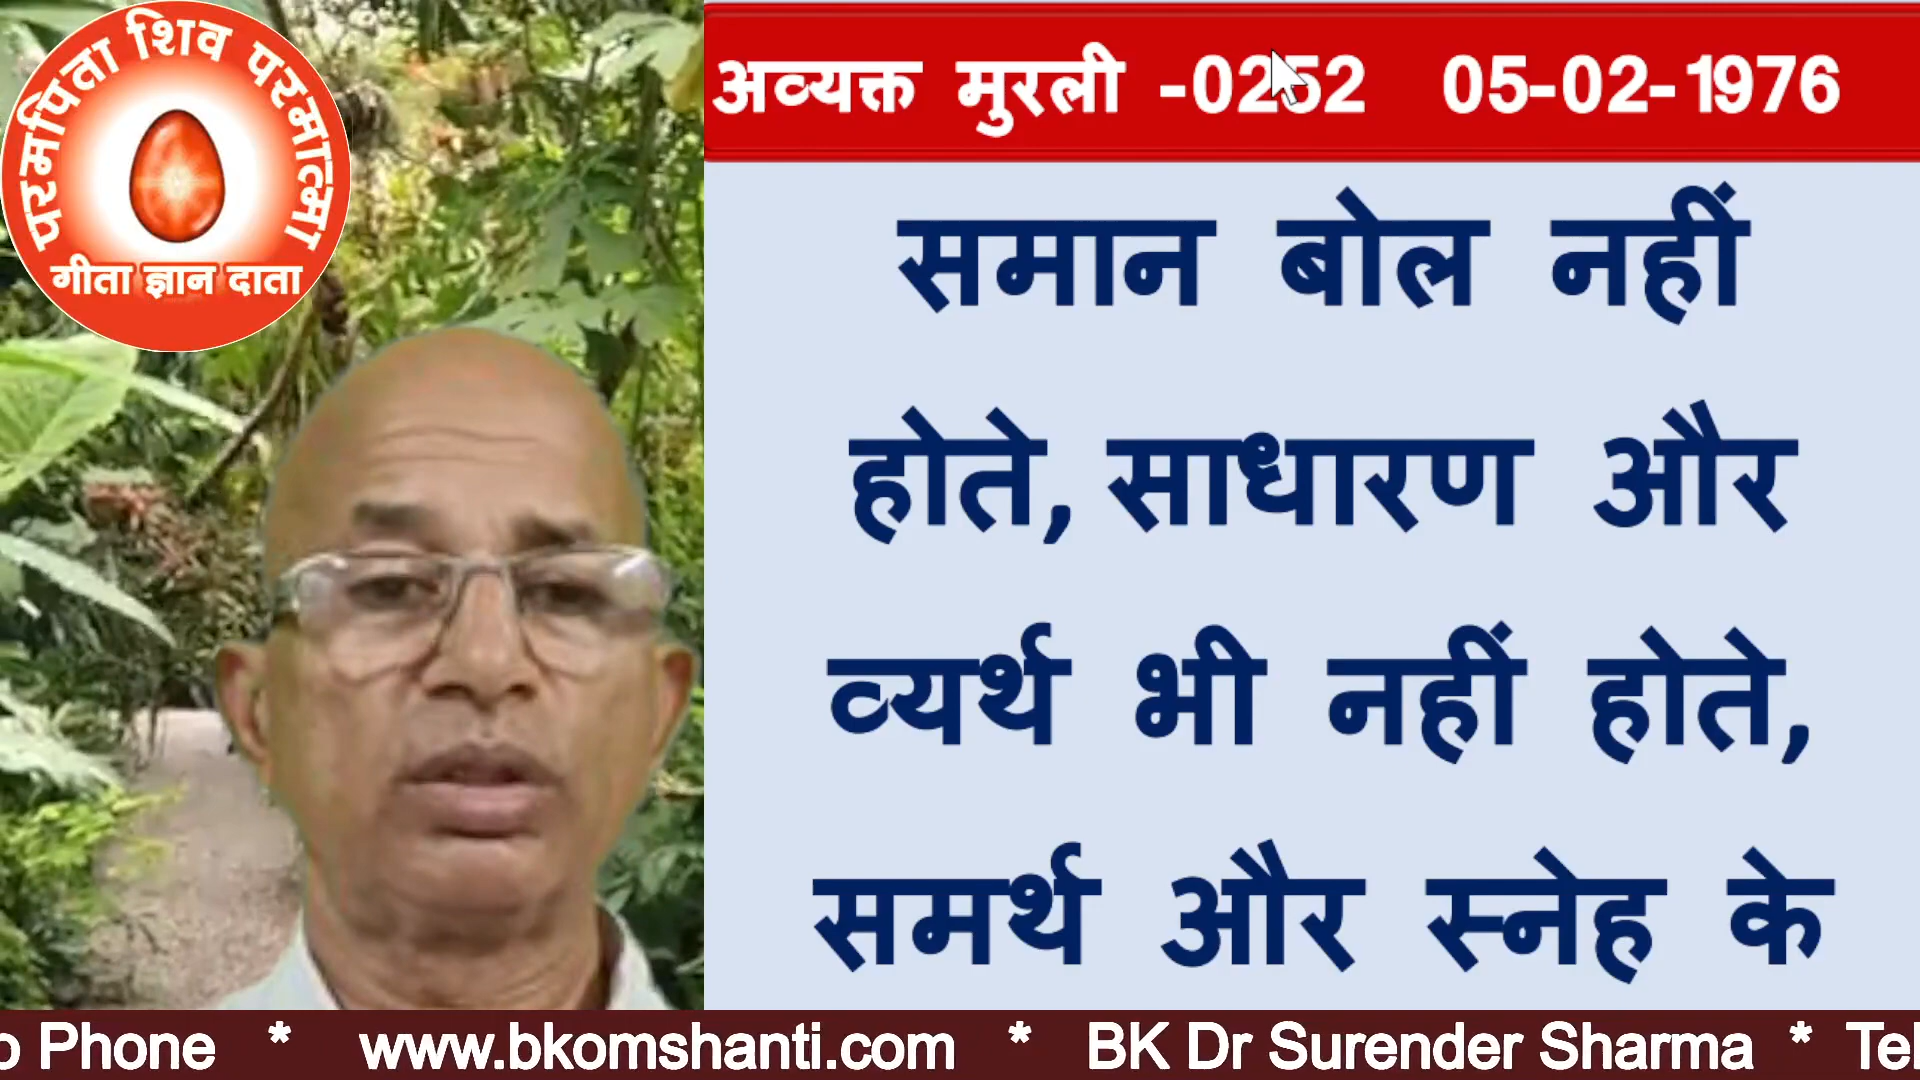 परमपिता शिव परमात्मा
गीता ज्ञान दाता
अव्यक्त मुरली -0252 05-02-1976
समान बोल नहीं
होते, साधारण और
व्यर्थ भी नहीं होते,
समर्थ और स्नेह के
Phone * www.bkomshanti.com * BK Dr Surender Sharma *